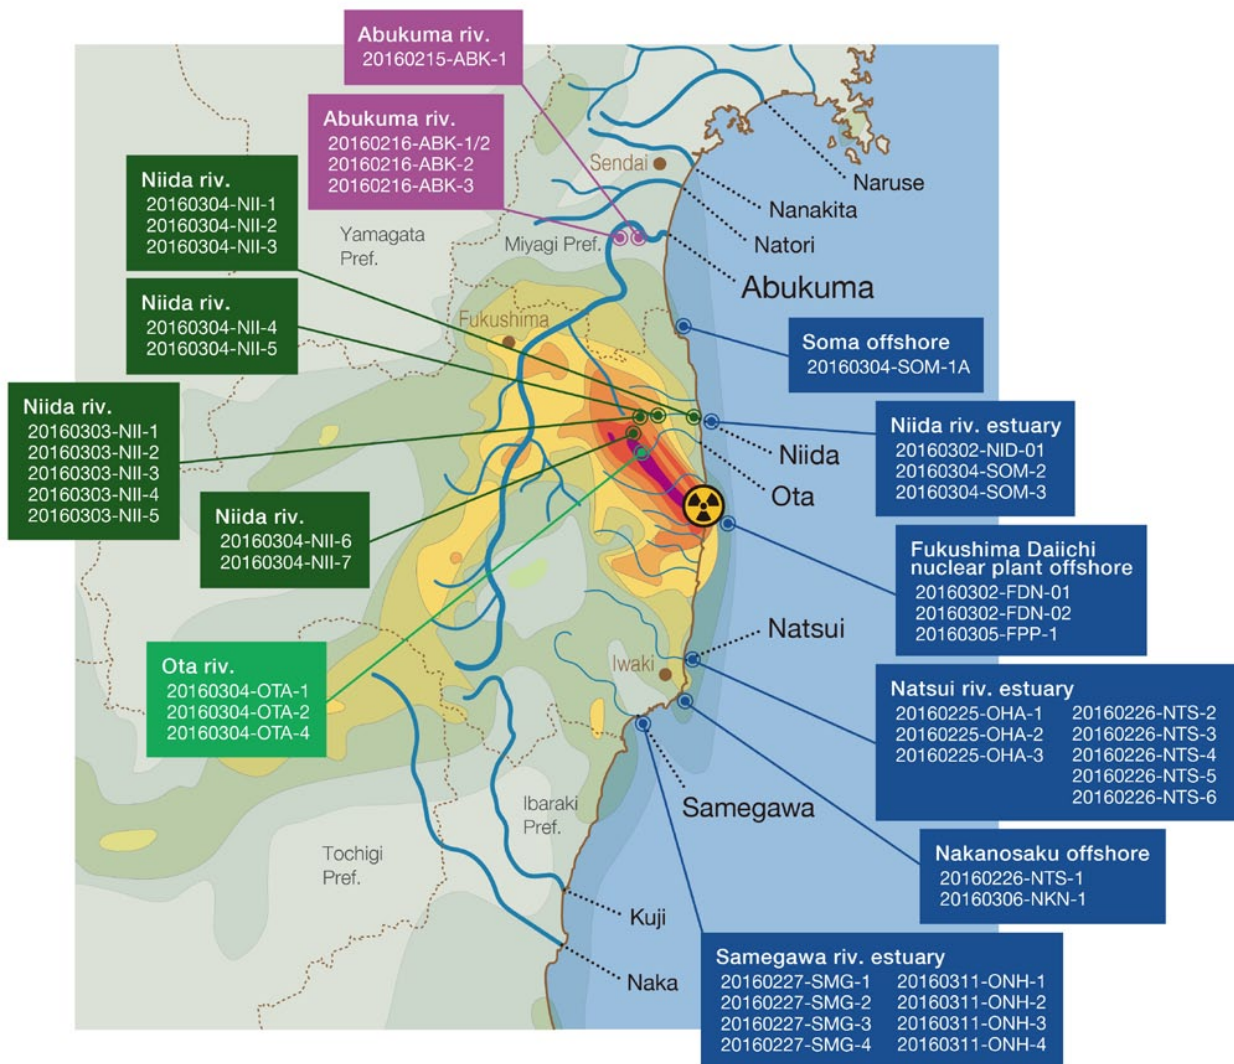 Abukuma riv.
20160215-ABK-1
Abukuma riv.
20160216-ABK-1/2
20160216-ABK-2
20160216-ABK-3
Niida riv.
20160304-NII-1
20160304-NII-2
20160304-NII-3
Niida riv.
20160304-NII-4
20160304-NII-5
Niida riv.
20160303-NII-1
20160303-NII-2
20160303-NII-3
20160303-NII-4
20160303-NII-5
Niida riv.
20160304-NII-6
20160304-NII-7
Ota riv.
20160304-OTA-1
20160304-OTA-2
20160304-OTA-4
Yamagata
Pref.
Miyagi Pref.
Sendai
Fukushima
Iwaki
Ibaraki
Pref.
Tochigi
Pref.
Naruse
Nanakita
Natori
Abukuma
Niida
Ota
Natsui
Samegawa
Kuji
Naka
Soma offshore
20160304-SOM-1A
Niida riv. estuary
20160302-NID-01
20160304-SOM-2
20160304-SOM-3
Fukushima Daiichi
nuclear plant offshore
20160302-FDN-01
20160302-FDN-02
20160305-FPP-1
Natsui riv. estuary
20160225-OHA-1
20160225-OHA-2
20160225-OHA-3
20160226-NTS-2
20160226-NTS-3
20160226-NTS-4
20160226-NTS-5
20160226-NTS-6
Nakanosaku offshore
20160226-NTS-1
20160306-NKN-1
Samegawa riv. estuary
20160227-SMG-1
20160227-SMG-2
20160227-SMG-3
20160227-SMG-4
20160311-ONH-1
20160311-ONH-2
20160311-ONH-3
20160311-ONH-4